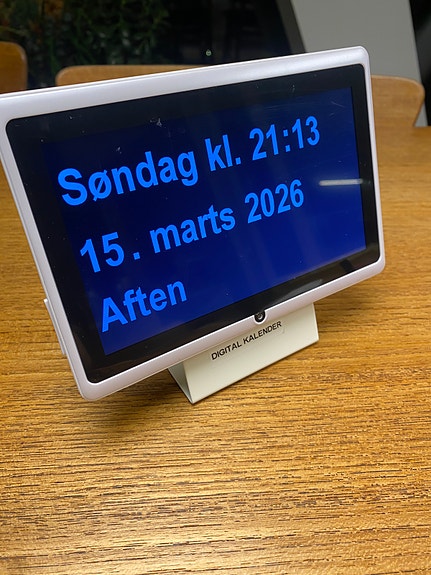 Søndag kl. 21:13
15. marts 2026
Aften
DIGITAL KALENDER